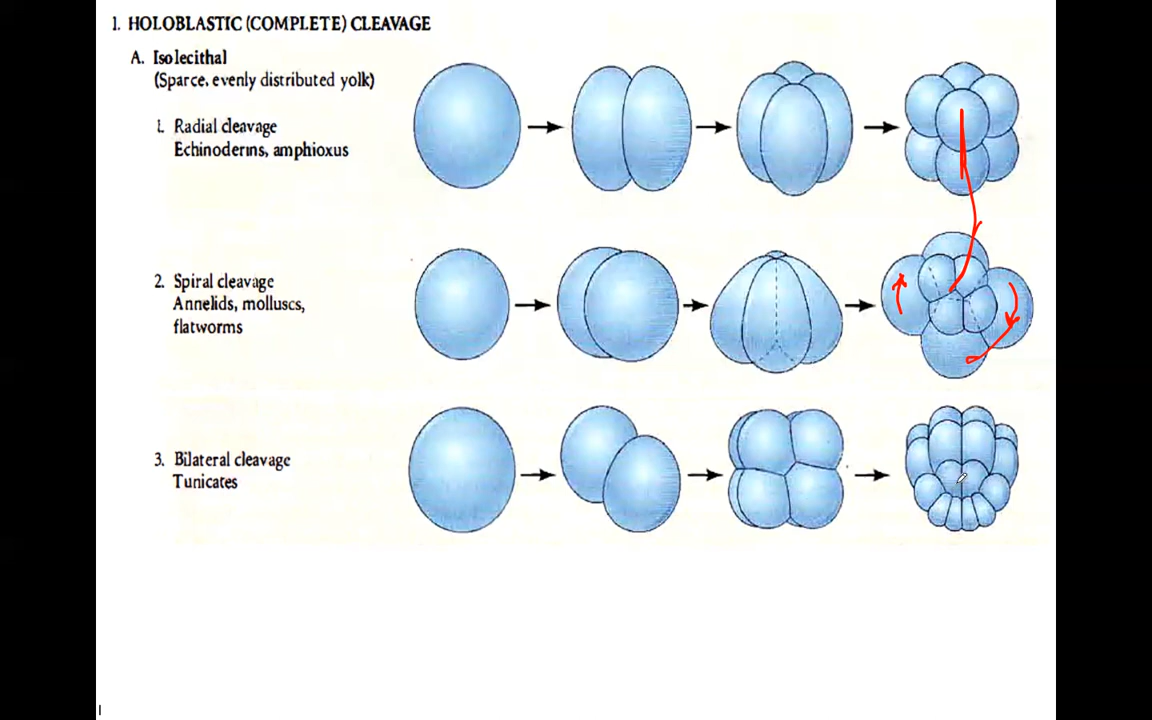 1. HOLOBLASTIC (COMPLETE) CLEAVAGE
A. Isolecithal
(Sparce, evenly distributed yolk)
1. Radial cleavage
Echinoderms, amphioxus
2. Spiral cleavage
Annelids, molluscs,
flatworms
3. Bilateral cleavage
Tunicates